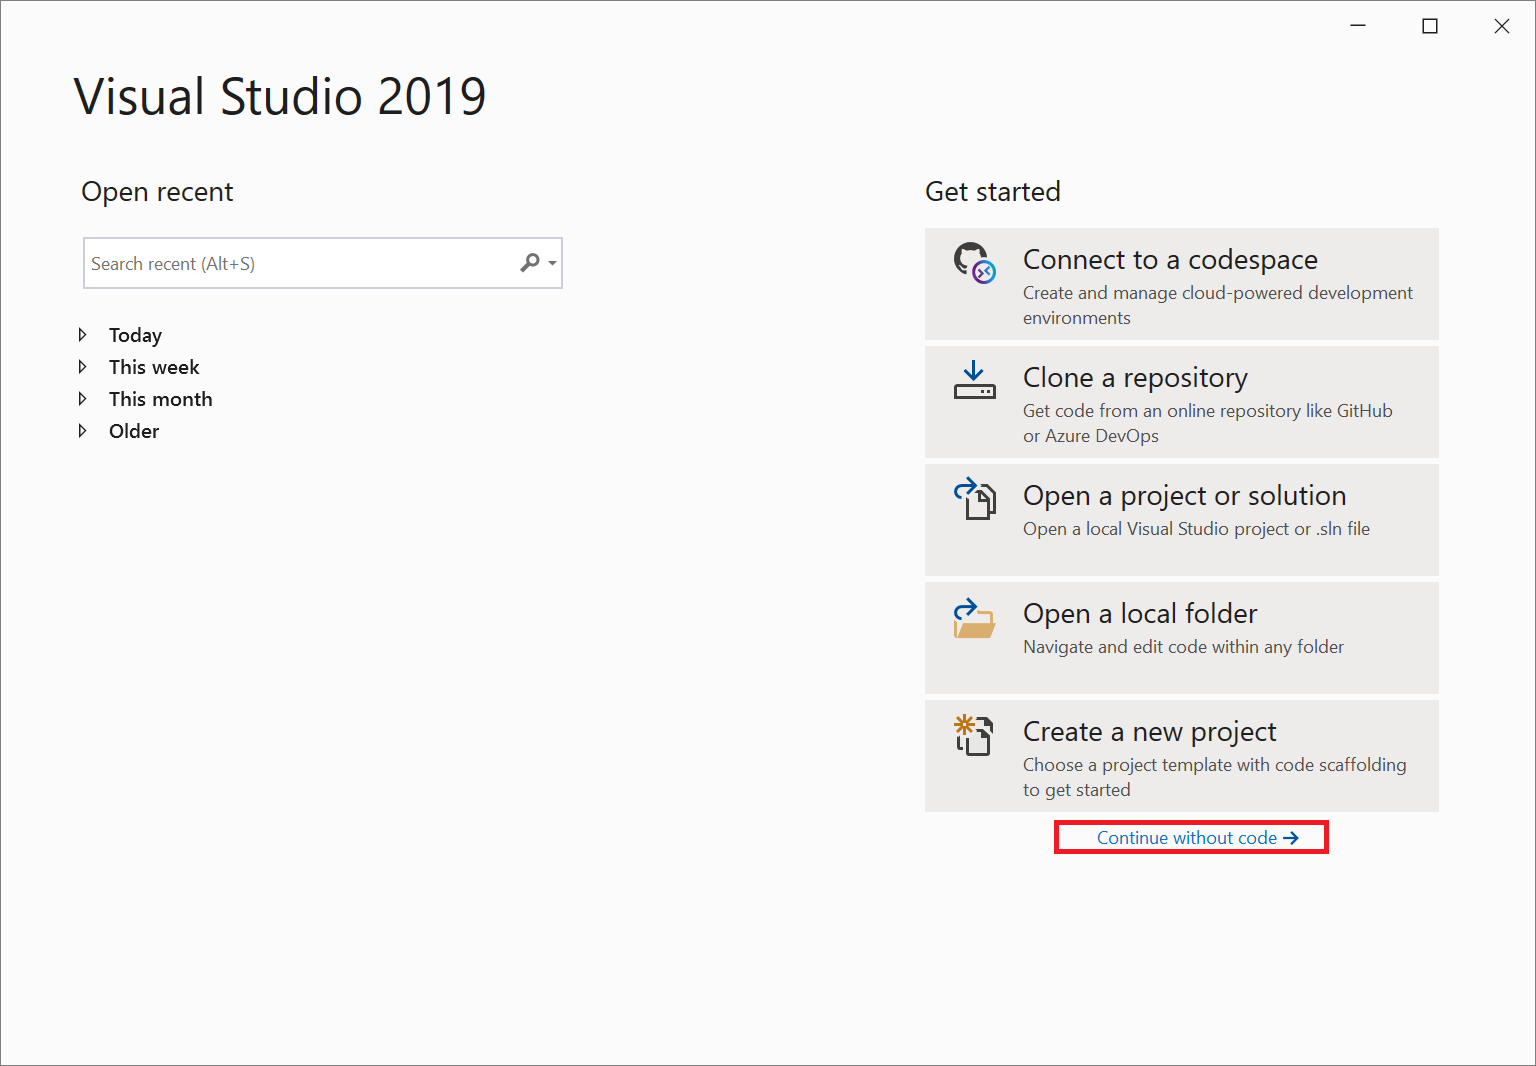 Visual Studio 2019
Open recent
Search recent (Alt+S)
Today
This week
This month
Older
Get started
Connect to a codespace
Create and manage cloud-powered development
environments
Clone a repository
Get code from an online repository like GitHub
or Azure DevOps
Open a project or solution
Open a local Visual Studio project or .sln file
Open a local folder
Navigate and edit code within any folder
Create a new project
Choose a project template with code scaffolding
to get started
Continue without code →